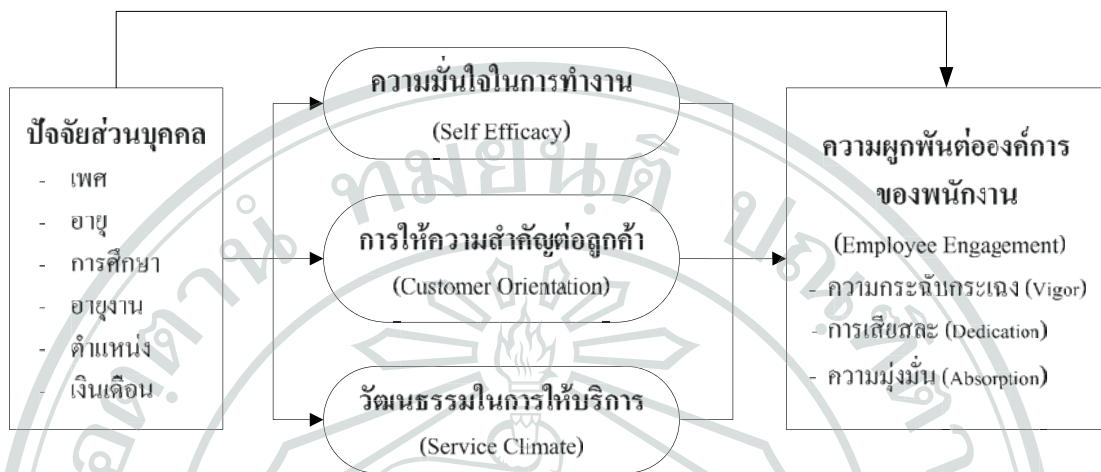 ปัจจัยส่วนบุคคล
- เพศ
- อายุ
- การศึกษา
- อายุงาน
- ตำแหน่ง
- เงินเดือน
ความมั่นใจในการทำงาน
(Self Efficacy)
การให้ความสำคัญต่อลูกค้า
(Customer Orientation)
วัฒนธรรมในการให้บริการ
(Service Climate)
ความผูกพันต่อองค์การ
ของพนักงาน
(Employee Engagement)
- ความกระฉับกระเฉง (Vigor)
- การเสียสละ (Dedication)
- ความมุ่งมั่น (Absorption)